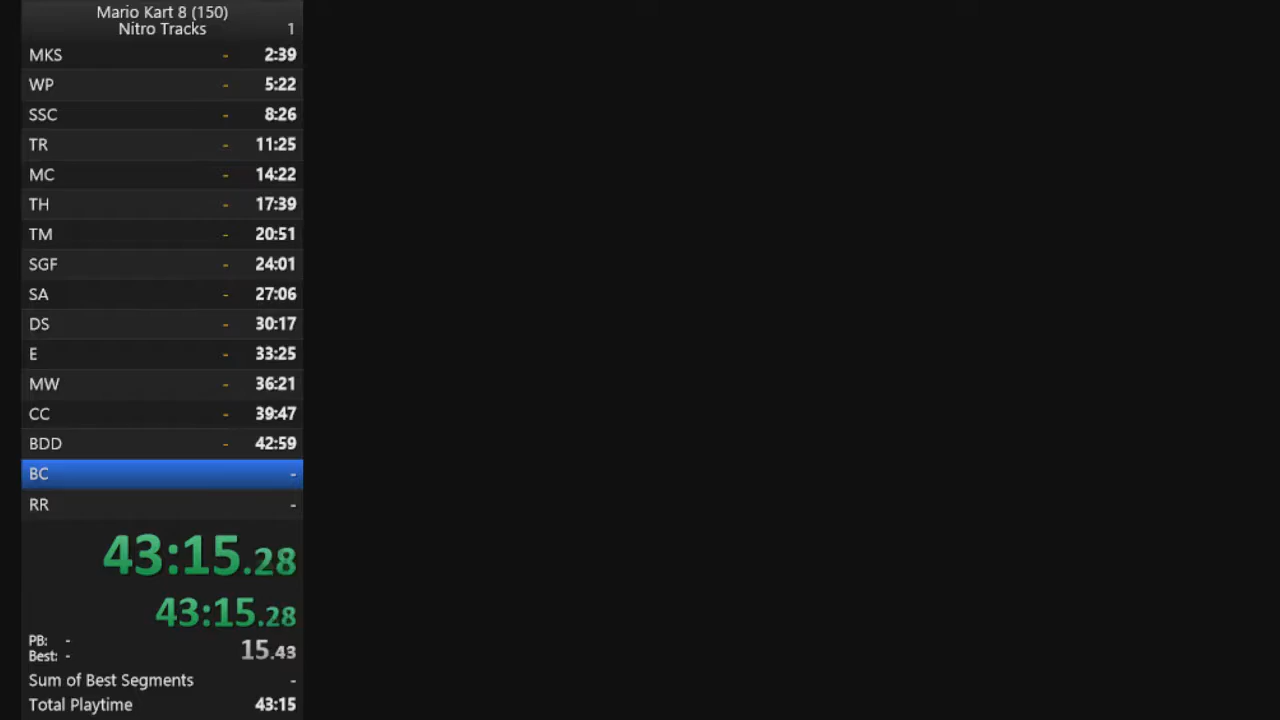 Mario Kart 8 (150)
Nitro Tracks 1
MKS - 2:39
WP - 5:22
SSC - 8:26
TR - 11:25
MC - 14:22
TH - 17:39
TM - 20:51
SGF - 24:01
SA - 27:06
DS - 30:17
E - 33:25
MW - 36:21
CC - 39:47
BDD - 42:59
BC -
RR -
43:15.28
43:15.28
PB: -
Best: - 15.43
Sum of Best Segments -
Total Playtime 43:15